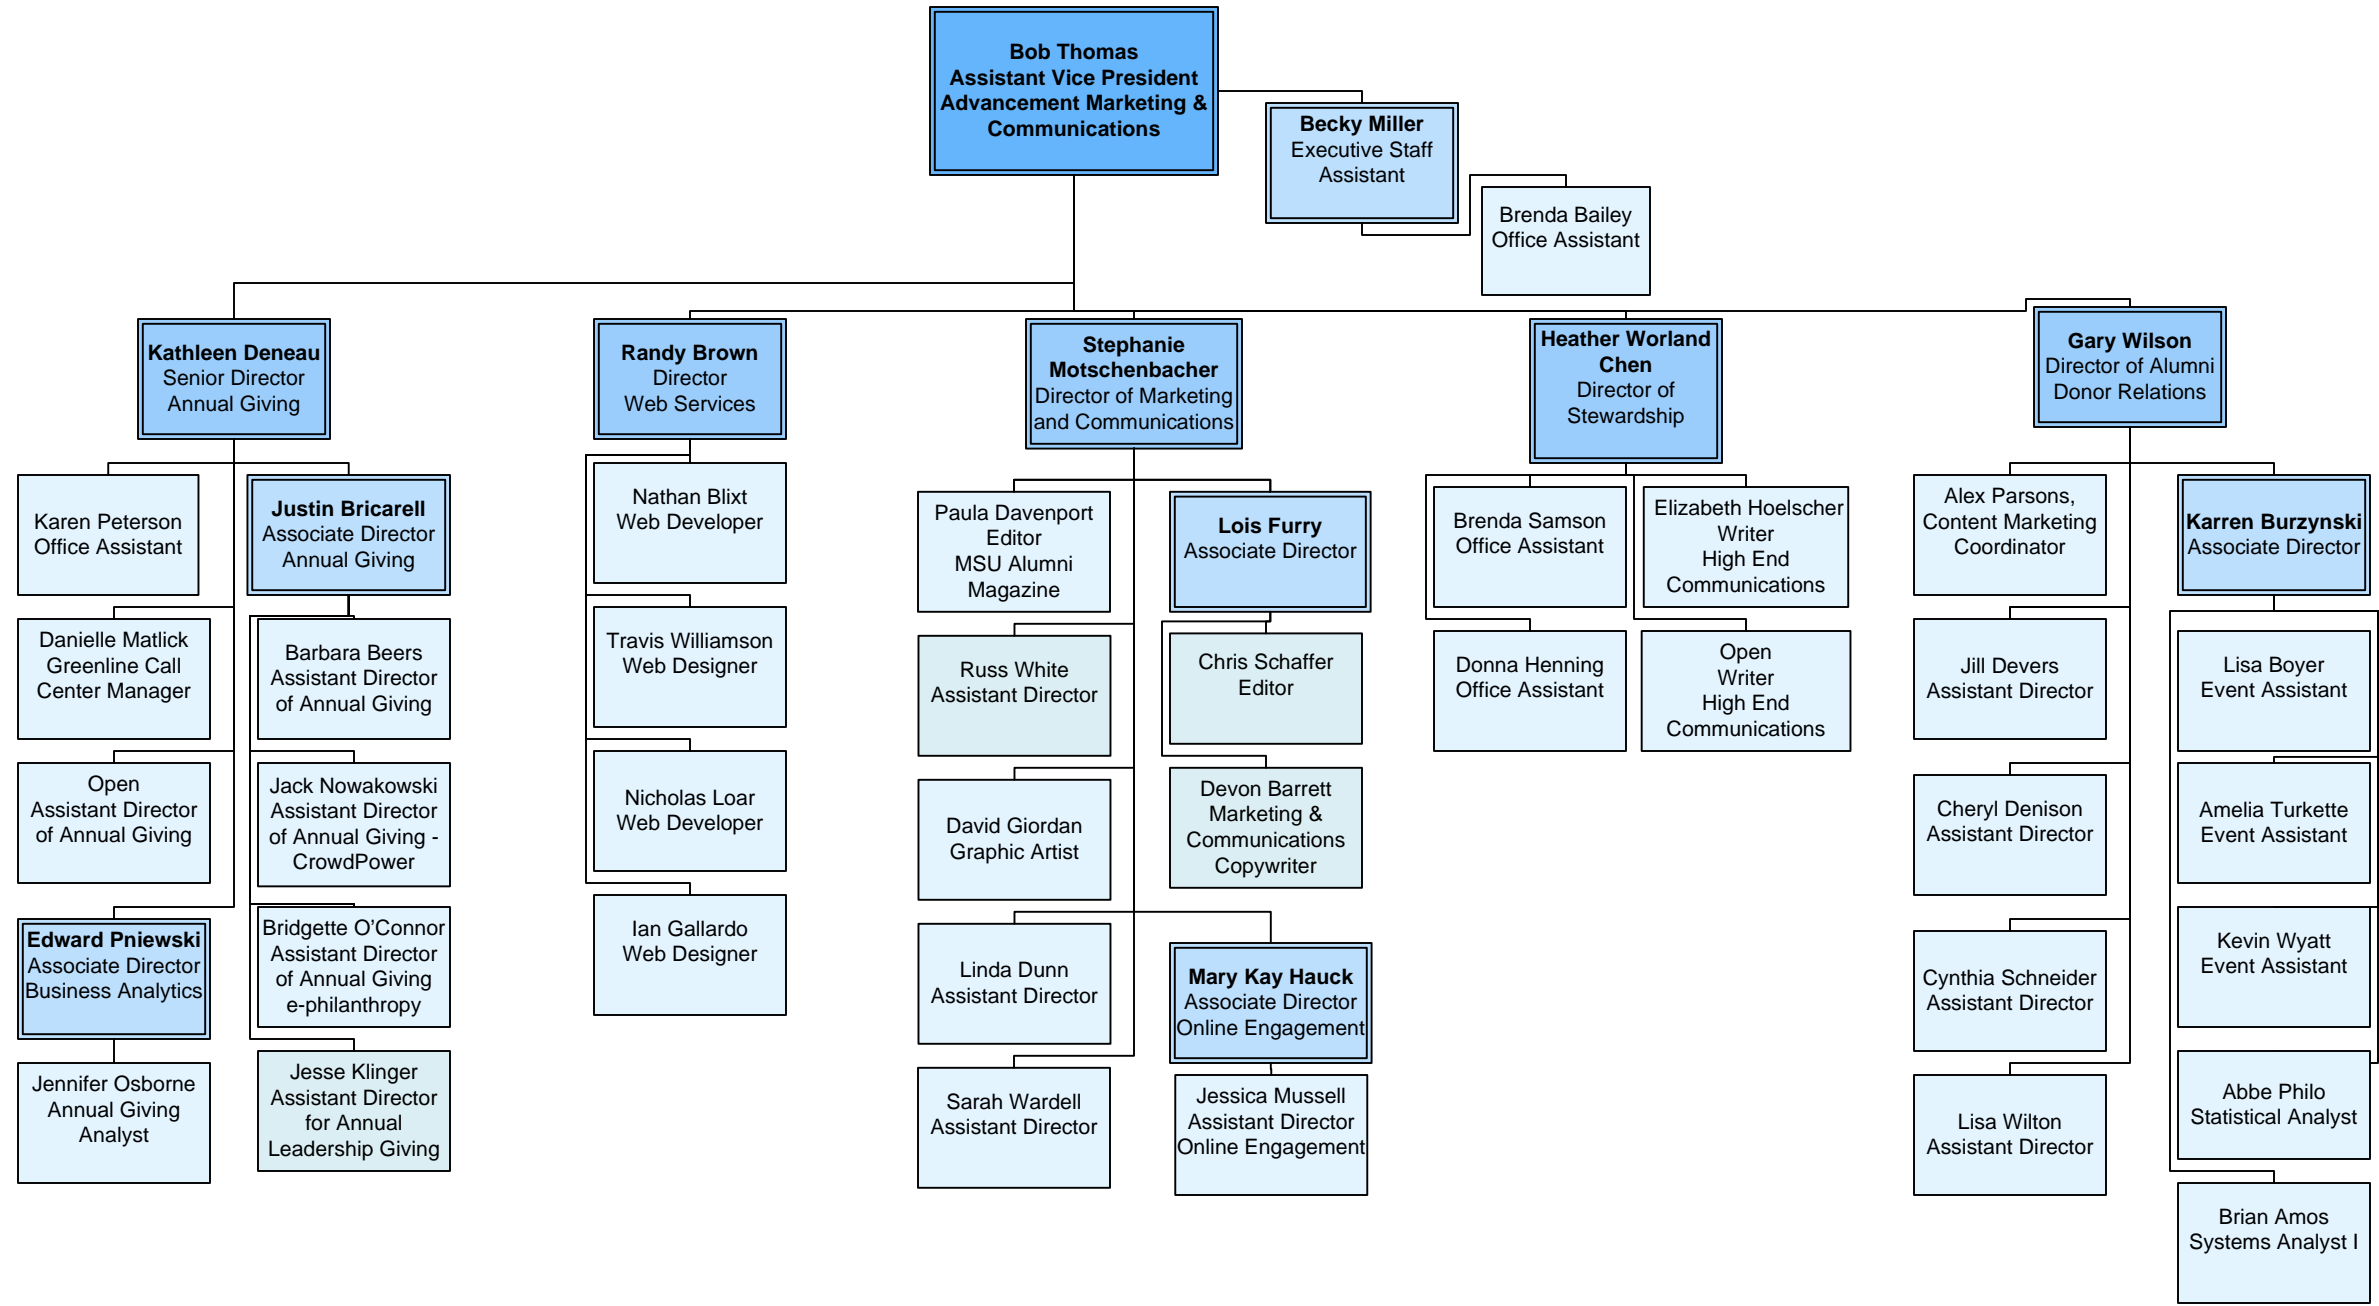 Bob Thomas
Assistant Vice President
Advancement Marketing &
Communications
Becky Miller
Executive Staff
Assistant
Brenda Bailey
Office Assistant
Kathleen Deneau
Senior Director
Annual Giving
Karen Peterson
Office Assistant
Justin Bricarell
Associate Director
Annual Giving
Danielle Matlick
Greenline Call
Center Manager
Barbara Beers
Assistant Director
of Annual Giving
Open
Assistant Director
of Annual Giving
Jack Nowakowski
Assistant Director
of Annual Giving -
CrowdPower
Edward Pniewski
Associate Director
Business Analytics
Bridgette O’Connor
Assistant Director
of Annual Giving
e-philanthropy
Jennifer Osborne
Annual Giving
Analyst
Jesse Klinger
Assistant Director
for Annual
Leadership Giving
Randy Brown
Director
Web Services
Nathan Blixt
Web Developer
Travis Williamson
Web Designer
Nicholas Loar
Web Developer
Ian Gallardo
Web Designer
Stephanie
Motschenbacher
Director of Marketing
and Communications
Paula Davenport
Editor
MSU Alumni
Magazine
Lois Furry
Associate Director
Russ White
Assistant Director
Chris Schaffer
Editor
David Giordan
Graphic Artist
Devon Barrett
Marketing &
Communications
Copywriter
Linda Dunn
Assistant Director
Mary Kay Hauck
Associate Director
Online Engagement
Sarah Wardell
Assistant Director
Jessica Mussell
Assistant Director
Online Engagement
Heather Worland
Chen
Director of
Stewardship
Brenda Samson
Office Assistant
Elizabeth Hoelscher
Writer
High End
Communications
Donna Henning
Office Assistant
Open
Writer
High End
Communications
Gary Wilson
Director of Alumni
Donor Relations
Alex Parsons,
Content Marketing
Coordinator
Karren Burzynski
Associate Director
Jill Devers
Assistant Director
Lisa Boyer
Event Assistant
Cheryl Denison
Assistant Director
Amelia Turkette
Event Assistant
Cynthia Schneider
Assistant Director
Kevin Wyatt
Event Assistant
Lisa Wilton
Assistant Director
Abbe Philo
Statistical Analyst
Brian Amos
Systems Analyst I